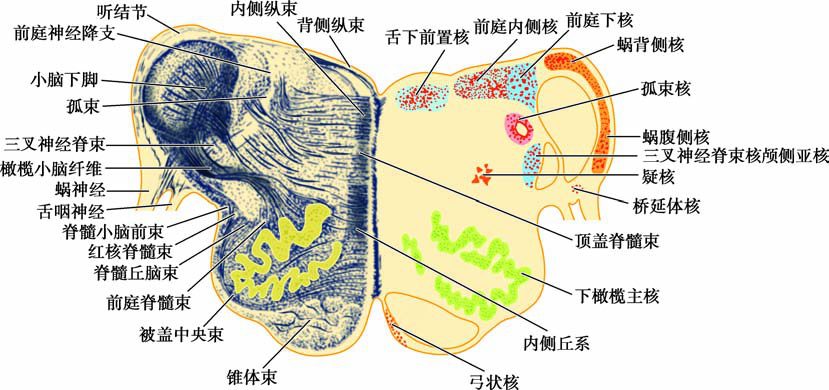 听结节
前庭神经降支
小脑下脚
孤束
三叉神经脊束
橄榄小脑纤维
蜗神经
舌咽神经
脊髓小脑前束
红核脊髓束
脊髓丘脑束
前庭脊髓束
被盖中央束
锥体束
内侧纵束
背侧纵束
舌下前置核
前庭内侧核
前庭下核
蜗背侧核
孤束核
蜗腹侧核
三叉神经脊束核颅侧亚核
疑核
桥延体核
顶盖脊髓束
下橄榄主核
内侧丘系
弓状核